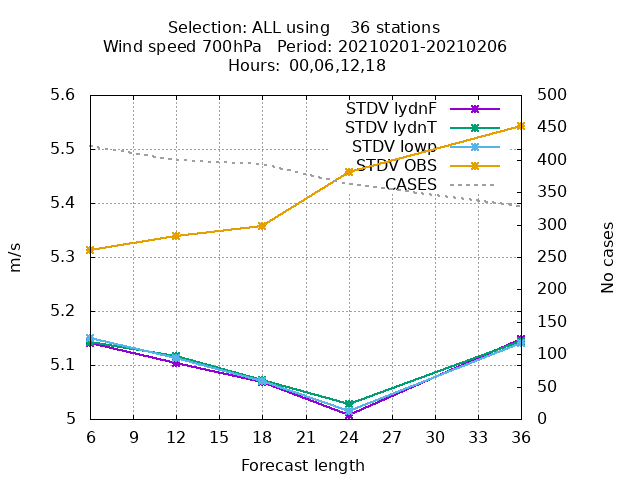 Selection: ALL using 36 stations
Wind speed 700hPa Period: 20210201-20210206
Hours: 00,06,12,18
STDV lydnF
STDV lydnT
STDV lowp
STDV OBS
CASES
5.6
5.5
5.4
5.3
5.2
5.1
5
m/s
500
450
400
350
300
250
200
150
100
50
0
No cases
6 9 12 15 18 21 24 27 30 33 36
Forecast length